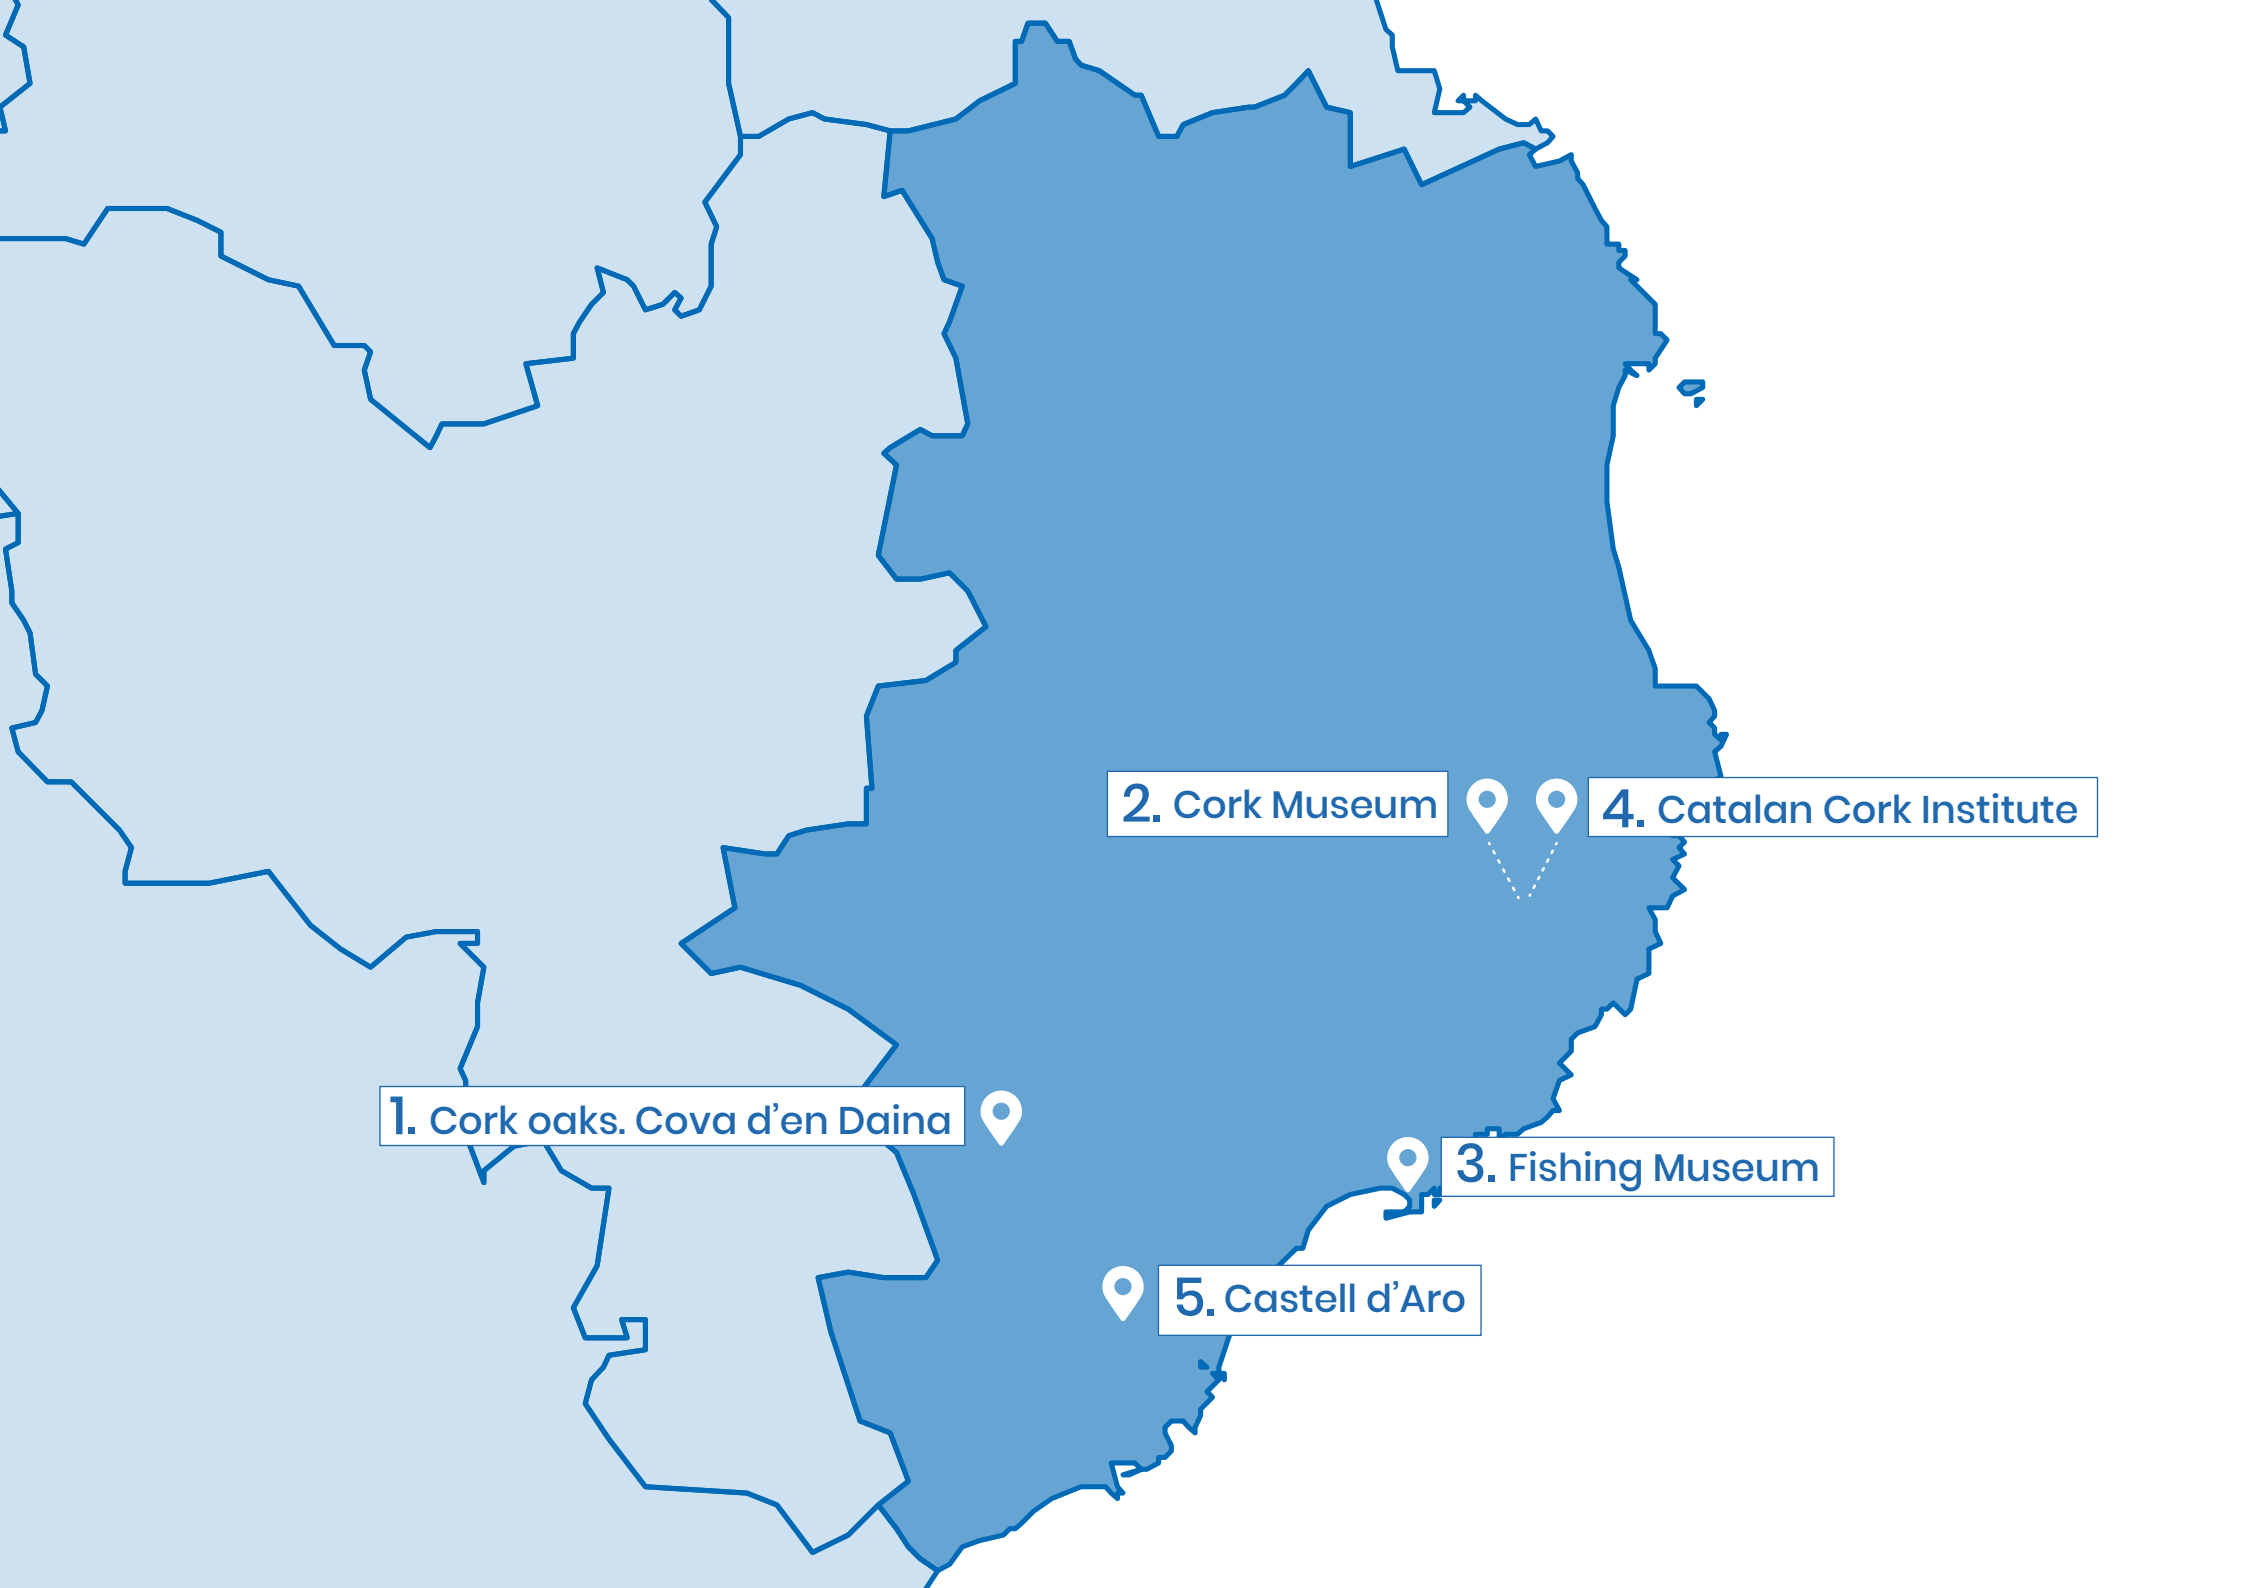 2. Cork Museum
4. Catalan Cork Institute
1. Cork oaks. Cova d’en Daina
3. Fishing Museum
5. Castell d’Aro